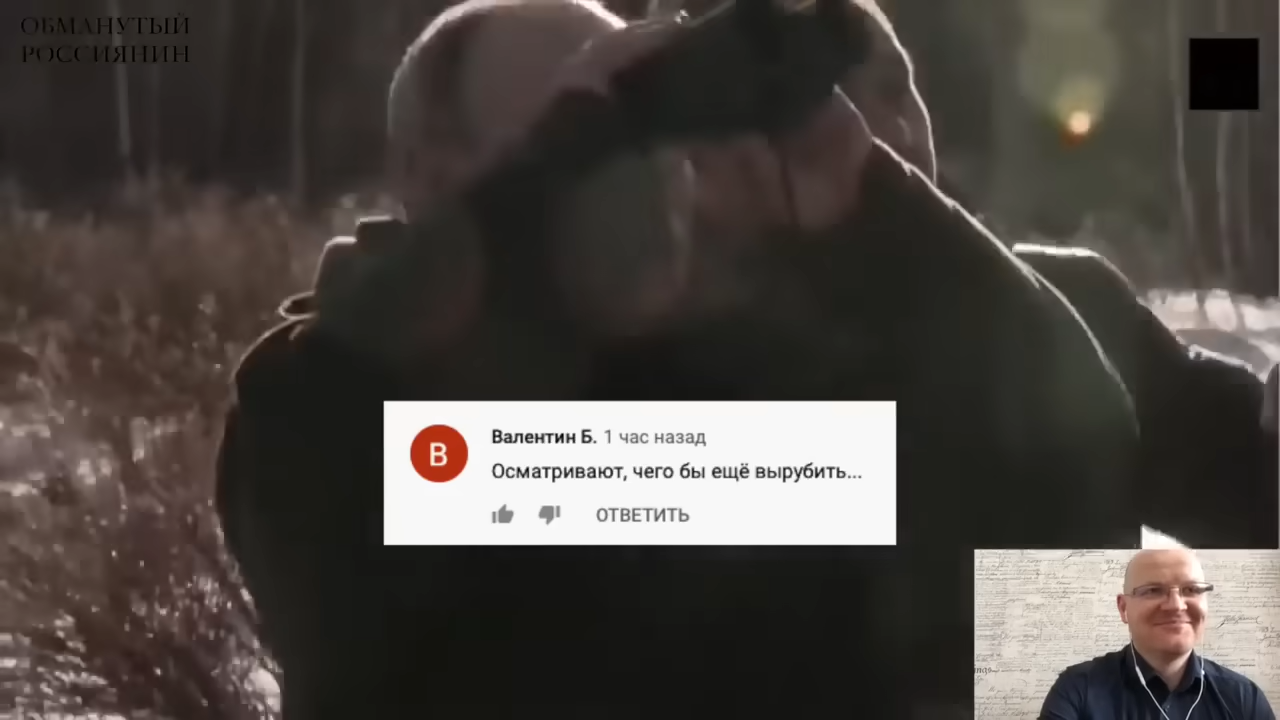 ОБМАНУТЫЙ
РОССИЯНИН
В
Валентин Б. 1 час назад
Осматривают, чего бы ещё вырубить...
ОТВЕТИТЬ